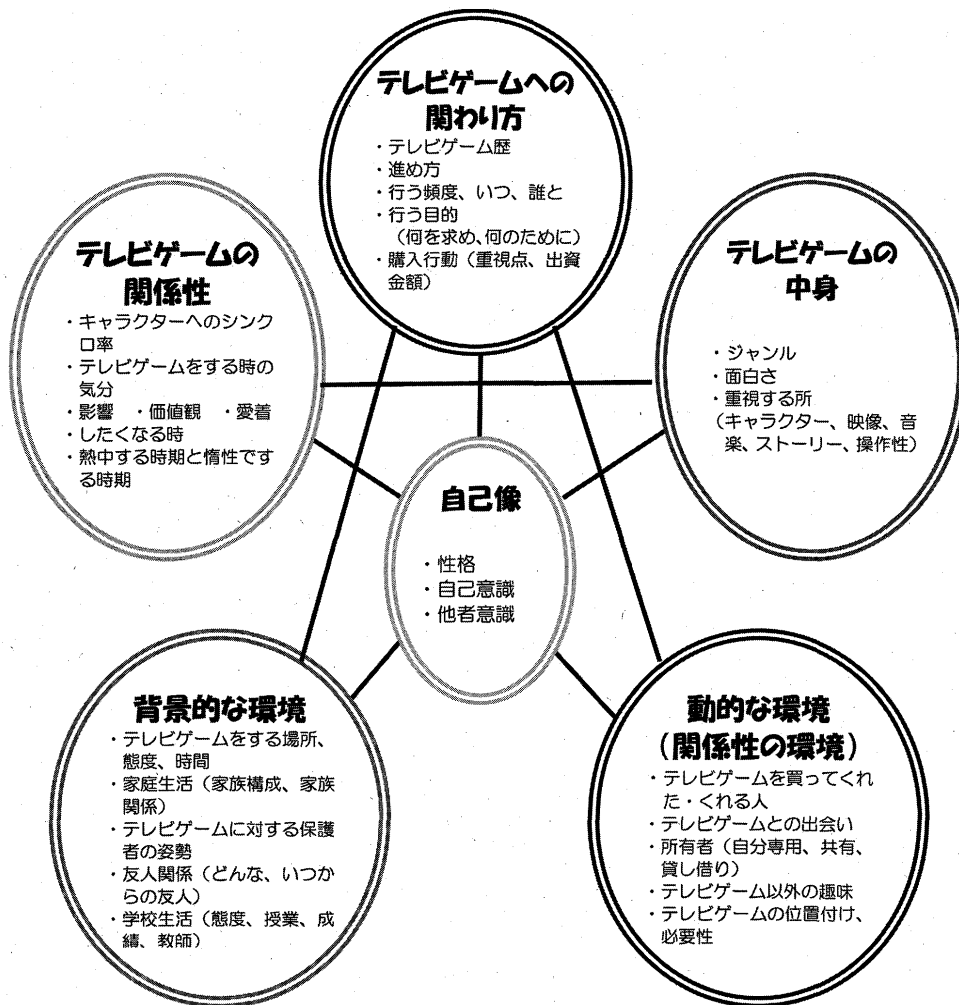 テレビゲームへの
関わり方
・テレビゲーム歴
・進め方
・行う頻度、いつ、誰と
・行う目的
（何を求め、何のために）
・購入行動（重視点、出資
金額）
テレビゲームの
関係性
・キャラクターへのシンク
ロ率
・テレビゲームをする時の
気分
・影響　・価値観　・愛着
・したくなる時
・熱中する時期と惰性です
る時期
テレビゲームの
中身
・ジャンル
・面白さ
・重視する所
（キャラクター、映像、音
楽、ストーリー、操作性）
自己像
・性格
・自己意識
・他者意識
背景的な環境
・テレビゲームをする場所、
態度、時間
・家庭生活（家族構成、家族
関係）
・テレビゲームに対する保護
者の姿勢
・友人関係（どんな、いつか
らの友人）
・学校生活（態度、授業、成
績、教師）
動的な環境
（関係性の環境）
・テレビゲームを買ってくれ
た・くれる人
・テレビゲームとの出会い
・所有者（自分専用、共有、
貸し借り）
・テレビゲーム以外の趣味
・テレビゲームの位置付け、
必要性